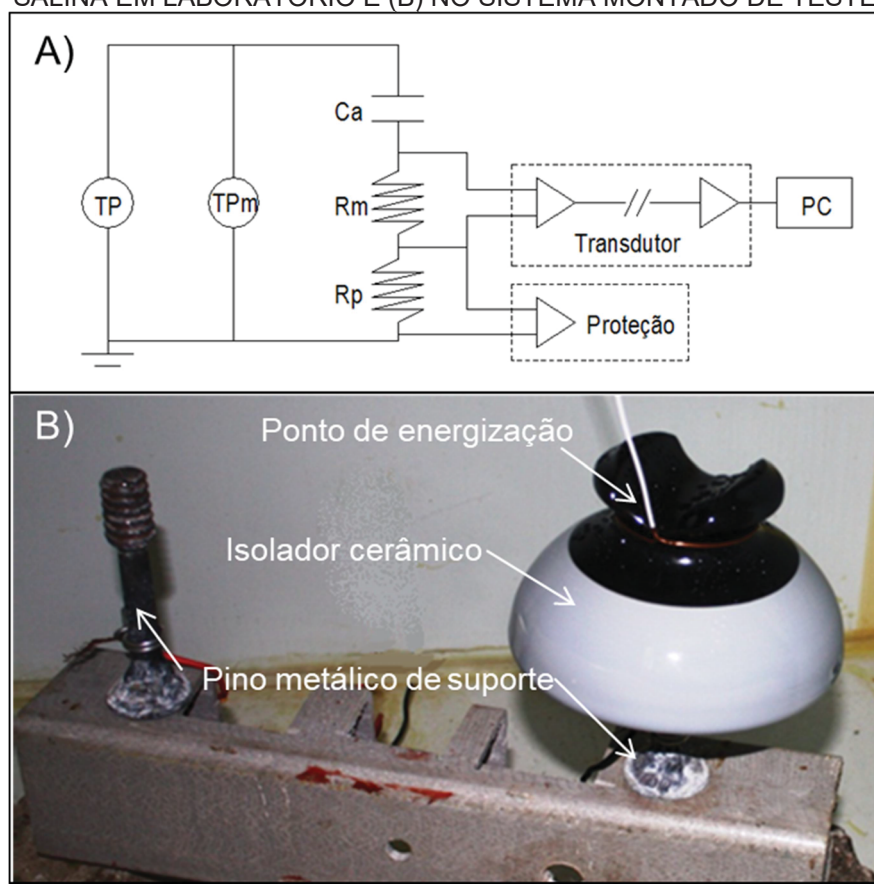 SALINA EM LABORATÓRIO E (B) NO SISTEMA MONTADO DE TESTE
A)
Ca
TP
TPm
Rm
PC
Transdutor
Rp
Proteção
B)
Ponto de energização
Isolador cerâmico
Pino metálico de suporte